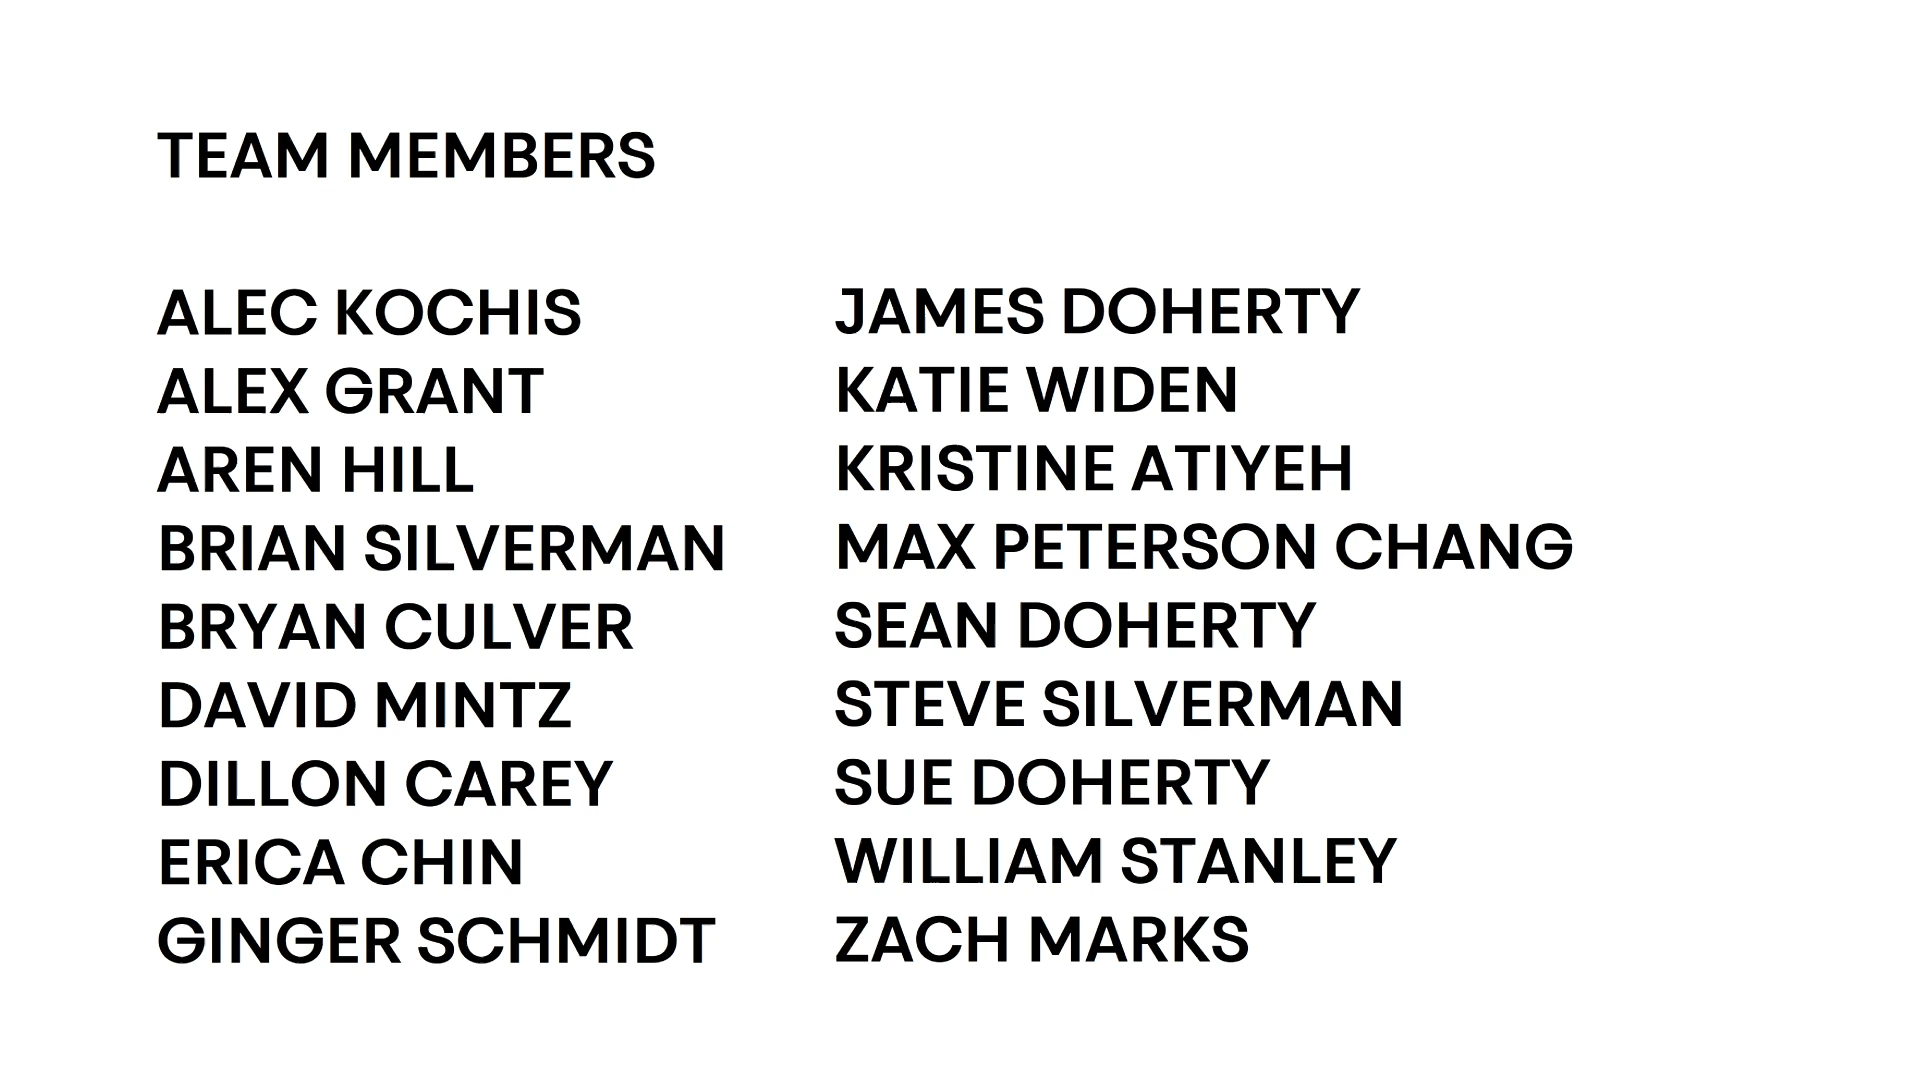 TEAM MEMBERS
ALEC KOCHIS
ALEX GRANT
AREN HILL
BRIAN SILVERMAN
BRYAN CULVER
DAVID MINTZ
DILLON CAREY
ERICA CHIN
GINGER SCHMIDT
JAMES DOHERTY
KATIE WIDEN
KRISTINE ATIYEH
MAX PETERSON CHANG
SEAN DOHERTY
STEVE SILVERMAN
SUE DOHERTY
WILLIAM STANLEY
ZACH MARKS